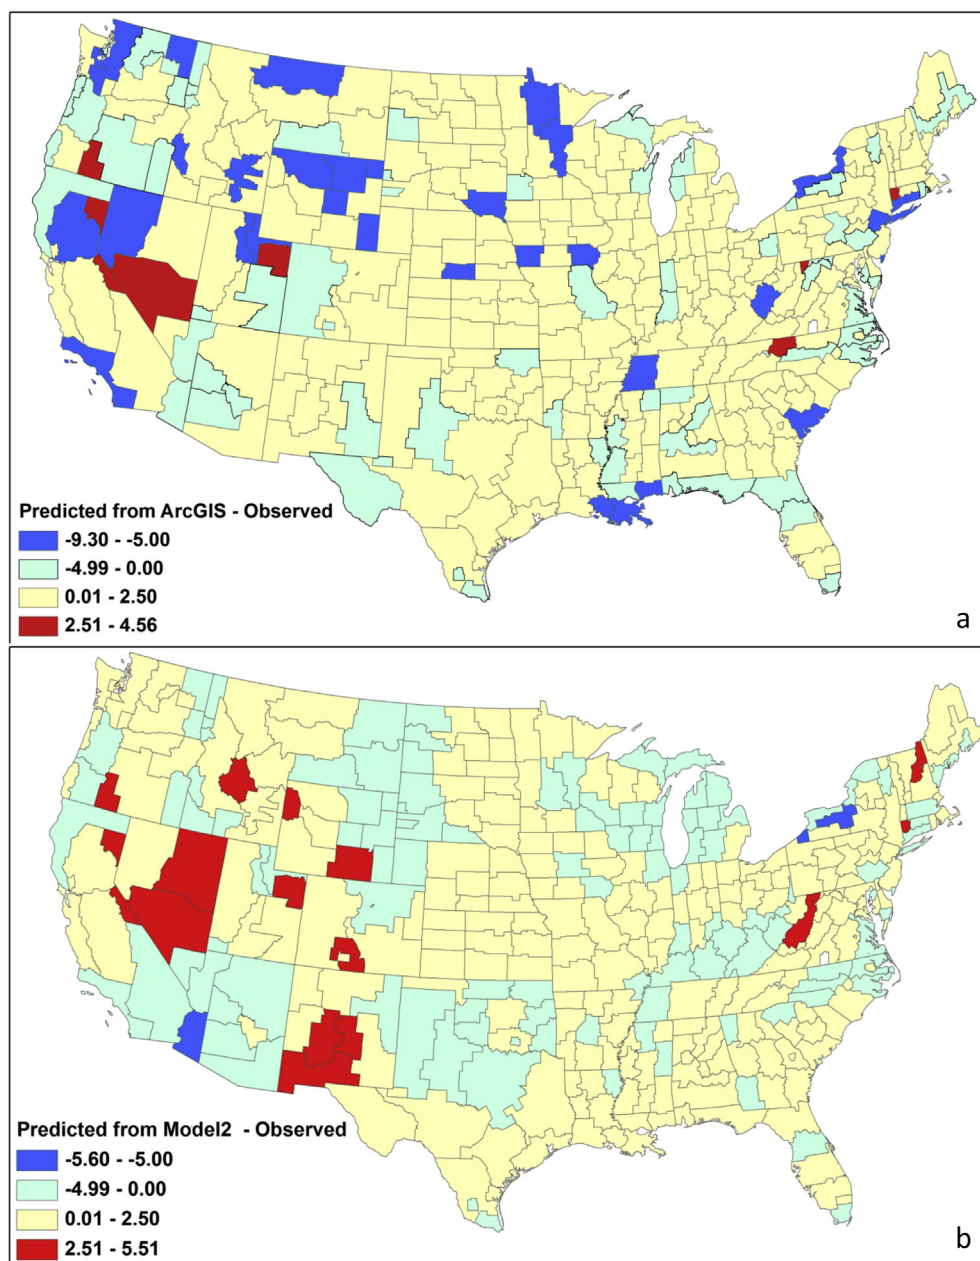 Predicted from ArcGIS - Observed
-9.30 - -5.00
-4.99 - 0.00
0.01 - 2.50
2.51 - 4.56
a
Predicted from Model2 - Observed
-5.60 - -5.00
-4.99 - 0.00
0.01 - 2.50
2.51 - 5.51
b